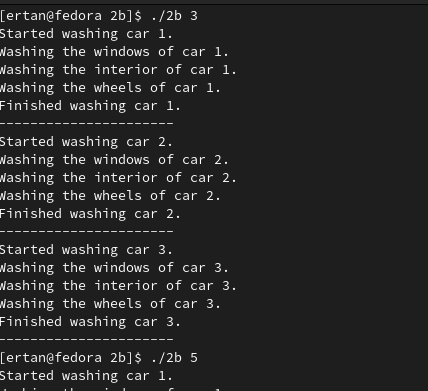 [ertan@fedora 2b]$ ./2b 3
Started washing car 1.
Washing the windows of car 1.
Washing the interior of car 1.
Washing the wheels of car 1.
Finished washing car 1.
----------------------
Started washing car 2.
Washing the windows of car 2.
Washing the interior of car 2.
Washing the wheels of car 2.
Finished washing car 2.
----------------------
Started washing car 3.
Washing the windows of car 3.
Washing the interior of car 3.
Washing the wheels of car 3.
Finished washing car 3.
----------------------
[ertan@fedora 2b]$ ./2b 5
Started washing car 1.